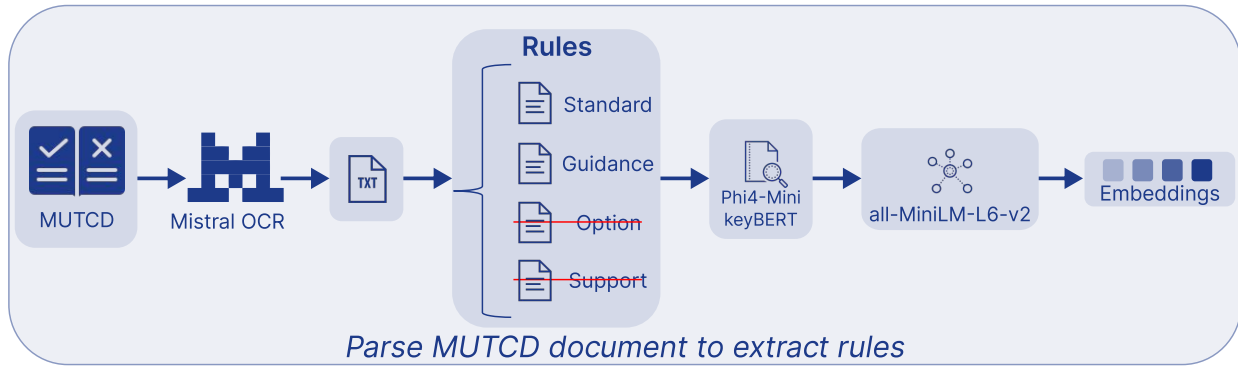 Rules
Standard
Guidance
Option
Support
MUTCD
Mistral OCR
TXT
Phi4-Mini
keyBERT
all-MiniLM-L6-v2
Embeddings
Parse MUTCD document to extract rules